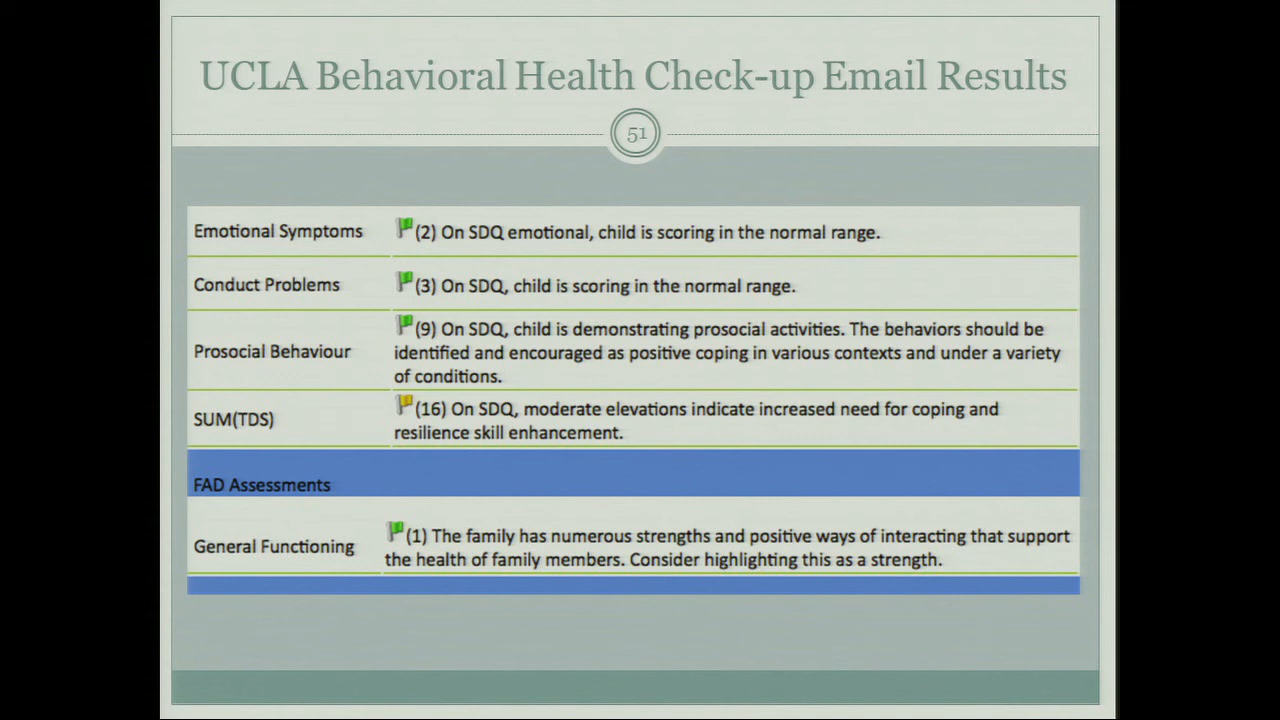 UCLA Behavioral Health Check-up Email Results
51
Emotional Symptoms
(2) On SDQ emotional, child is scoring in the normal range.
Conduct Problems
(3) On SDQ, child is scoring in the normal range.
Prosocial Behaviour
(9) On SDQ, child is demonstrating prosocial activities. The behaviors should be
identified and encouraged as positive coping in various contexts and under a variety
of conditions.
SUM(TDS)
(16) On SDQ, moderate elevations indicate increased need for coping and
resilience skill enhancement.
FAD Assessments
General Functioning
(1) The family has numerous strengths and positive ways of interacting that support
the health of family members. Consider highlighting this as a strength.